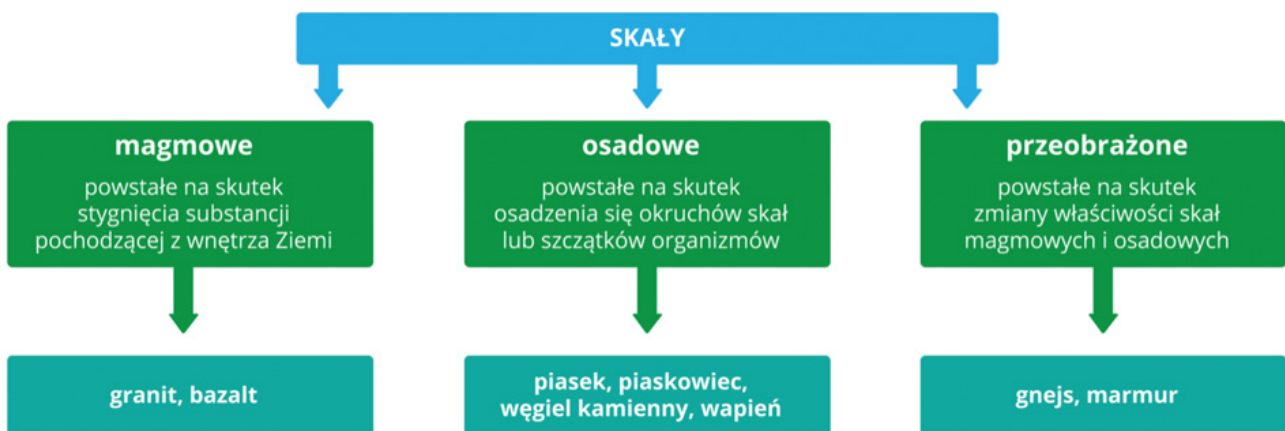 SKAŁY
magmowe
powstałe na skutek
stygnięcia substancji
pochodzącej z wnętrza Ziemi
granit, bazalt
osadowe
powstałe na skutek
osadzenia się okruchów skał
lub szczątków organizmów
piasek, piaskowiec,
węgiel kamienny, wapień
przeobrażone
powstałe na skutek
zmiany właściwości skał
magmowych i osadowych
gnejs, marmur